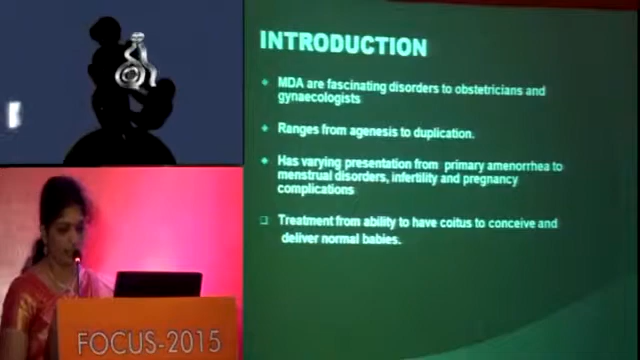 INTRODUCTION
MDA are fascinating disorders to obstetricians and
gynaecologists
Ranges from agenesis to duplication.
Has varying presentation from primary amenorrhea to
menstrual disorders, infertility and pregnancy
complications
Treatment from ability to have coitus to conceive and
deliver normal babies.
FOCUS-2015